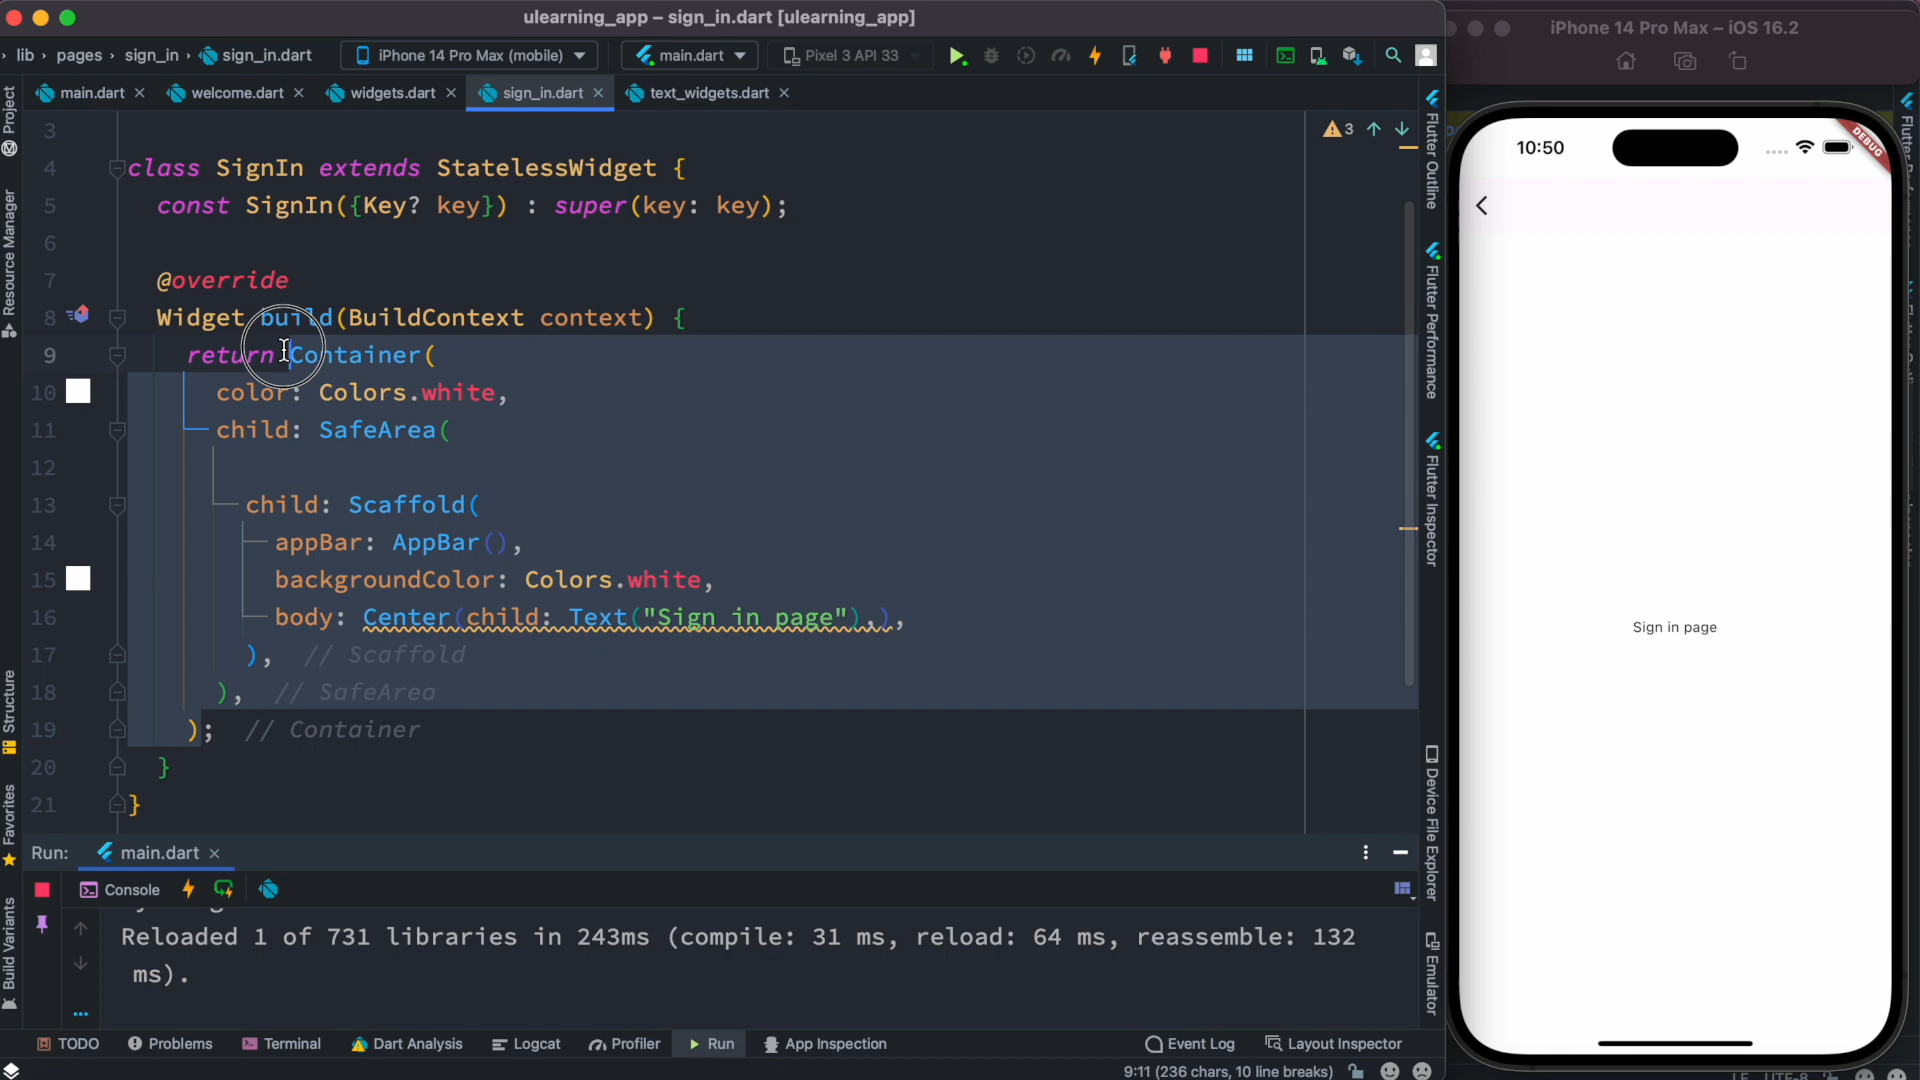 ulearning_app – sign_in.dart [ulearning_app]
iPhone 14 Pro Max – iOS 16.2
lib › pages › sign_in › sign_in.dart
iPhone 14 Pro Max (mobile)
main.dart
Pixel 3 API 33
main.dart
welcome.dart
widgets.dart
sign_in.dart
text_widgets.dart
Project
Resource Manager
Structure
Favorites
Build Variants
3
3
4 class SignIn extends StatelessWidget {
5 const SignIn({Key? key}) : super(key: key);
6
7 @override
8 Widget build(BuildContext context) {
9 return Container(
10 color: Colors.white,
11 child: SafeArea(
12
13 child: Scaffold(
14 appBar: AppBar(),
15 backgroundColor: Colors.white,
16 body: Center(child: Text("Sign in page"),),
17 ), // Scaffold
18 ), // SafeArea
19 ); // Container
20 }
21 }
Flutter Outline
Flutter Performance
Flutter Inspector
Device File Explorer
Emulator
10:50
DEBUG
Sign in page
Run: main.dart
Console
Reloaded 1 of 731 libraries in 243ms (compile: 31 ms, reload: 64 ms, reassemble: 132
ms).
TODO
Problems
Terminal
Dart Analysis
Logcat
Profiler
Run
App Inspection
Event Log
Layout Inspector
9:11 (236 chars, 10 line breaks)